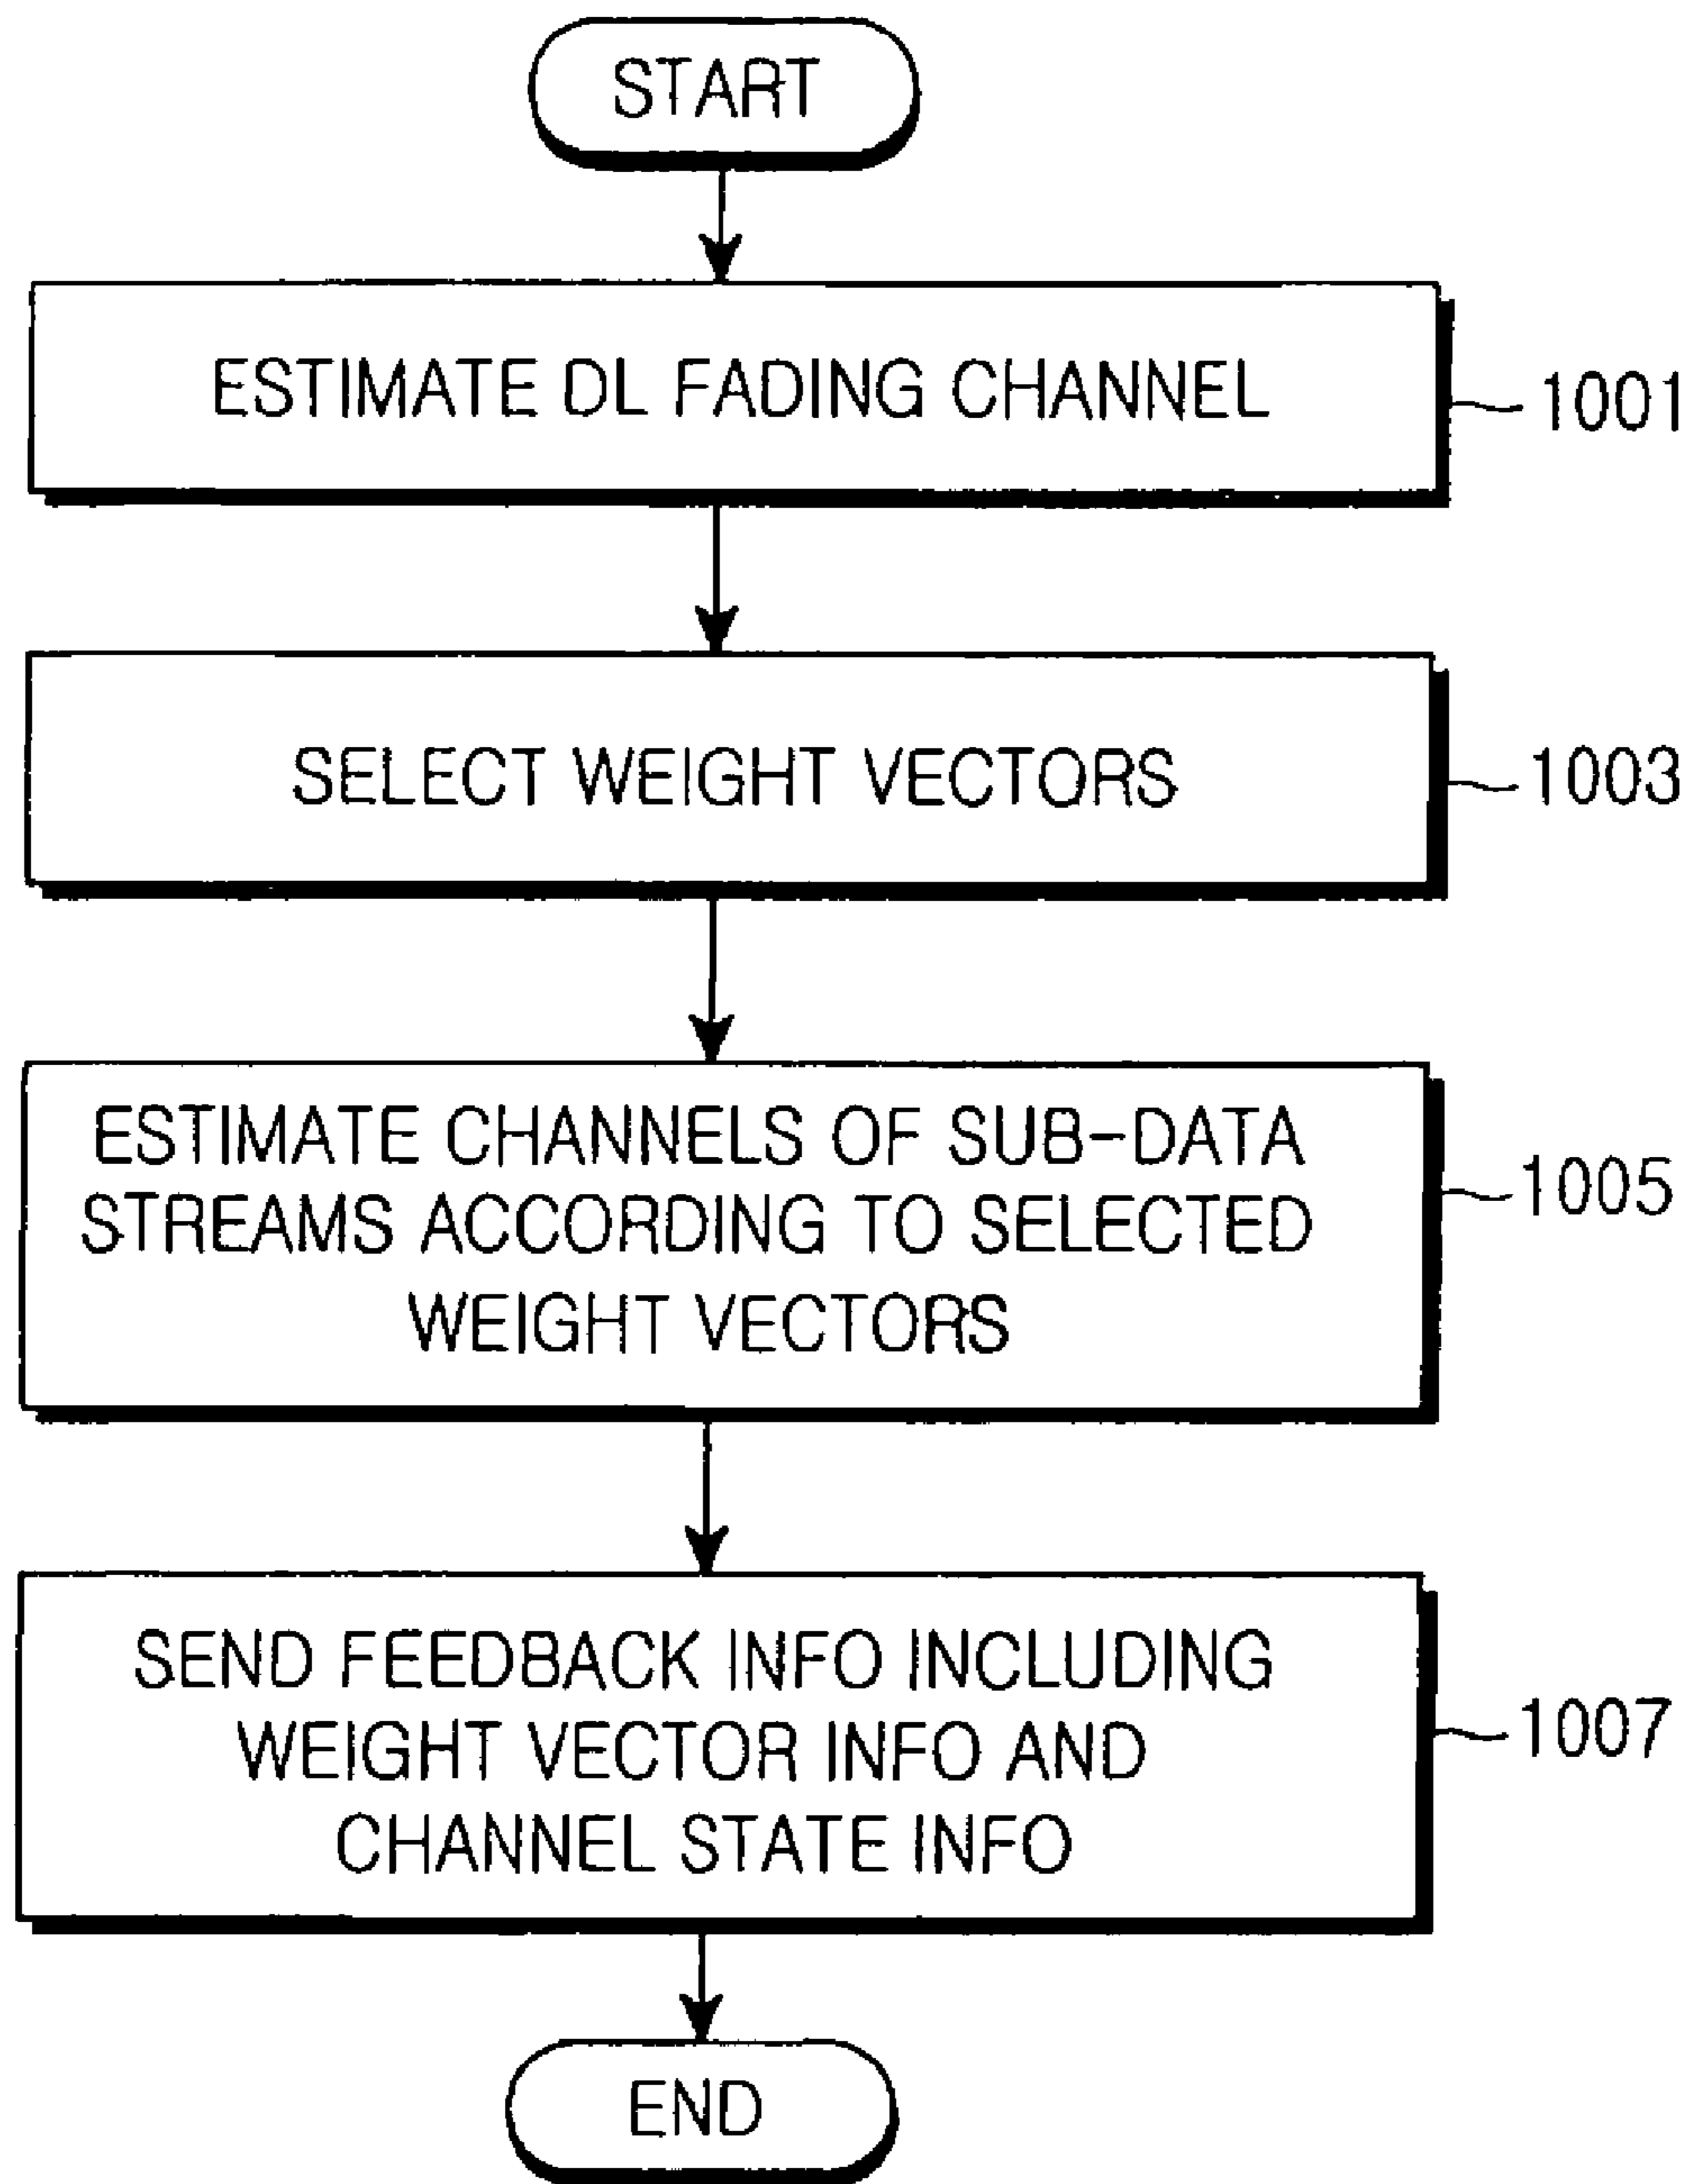 START
ESTIMATE DL FADING CHANNEL
1001
SELECT WEIGHT VECTORS
1003
ESTIMATE CHANNELS OF SUB-DATA
STREAMS ACCORDING TO SELECTED
WEIGHT VECTORS
1005
SEND FEEDBACK INFO INCLUDING
WEIGHT VECTOR INFO AND
CHANNEL STATE INFO
1007
END